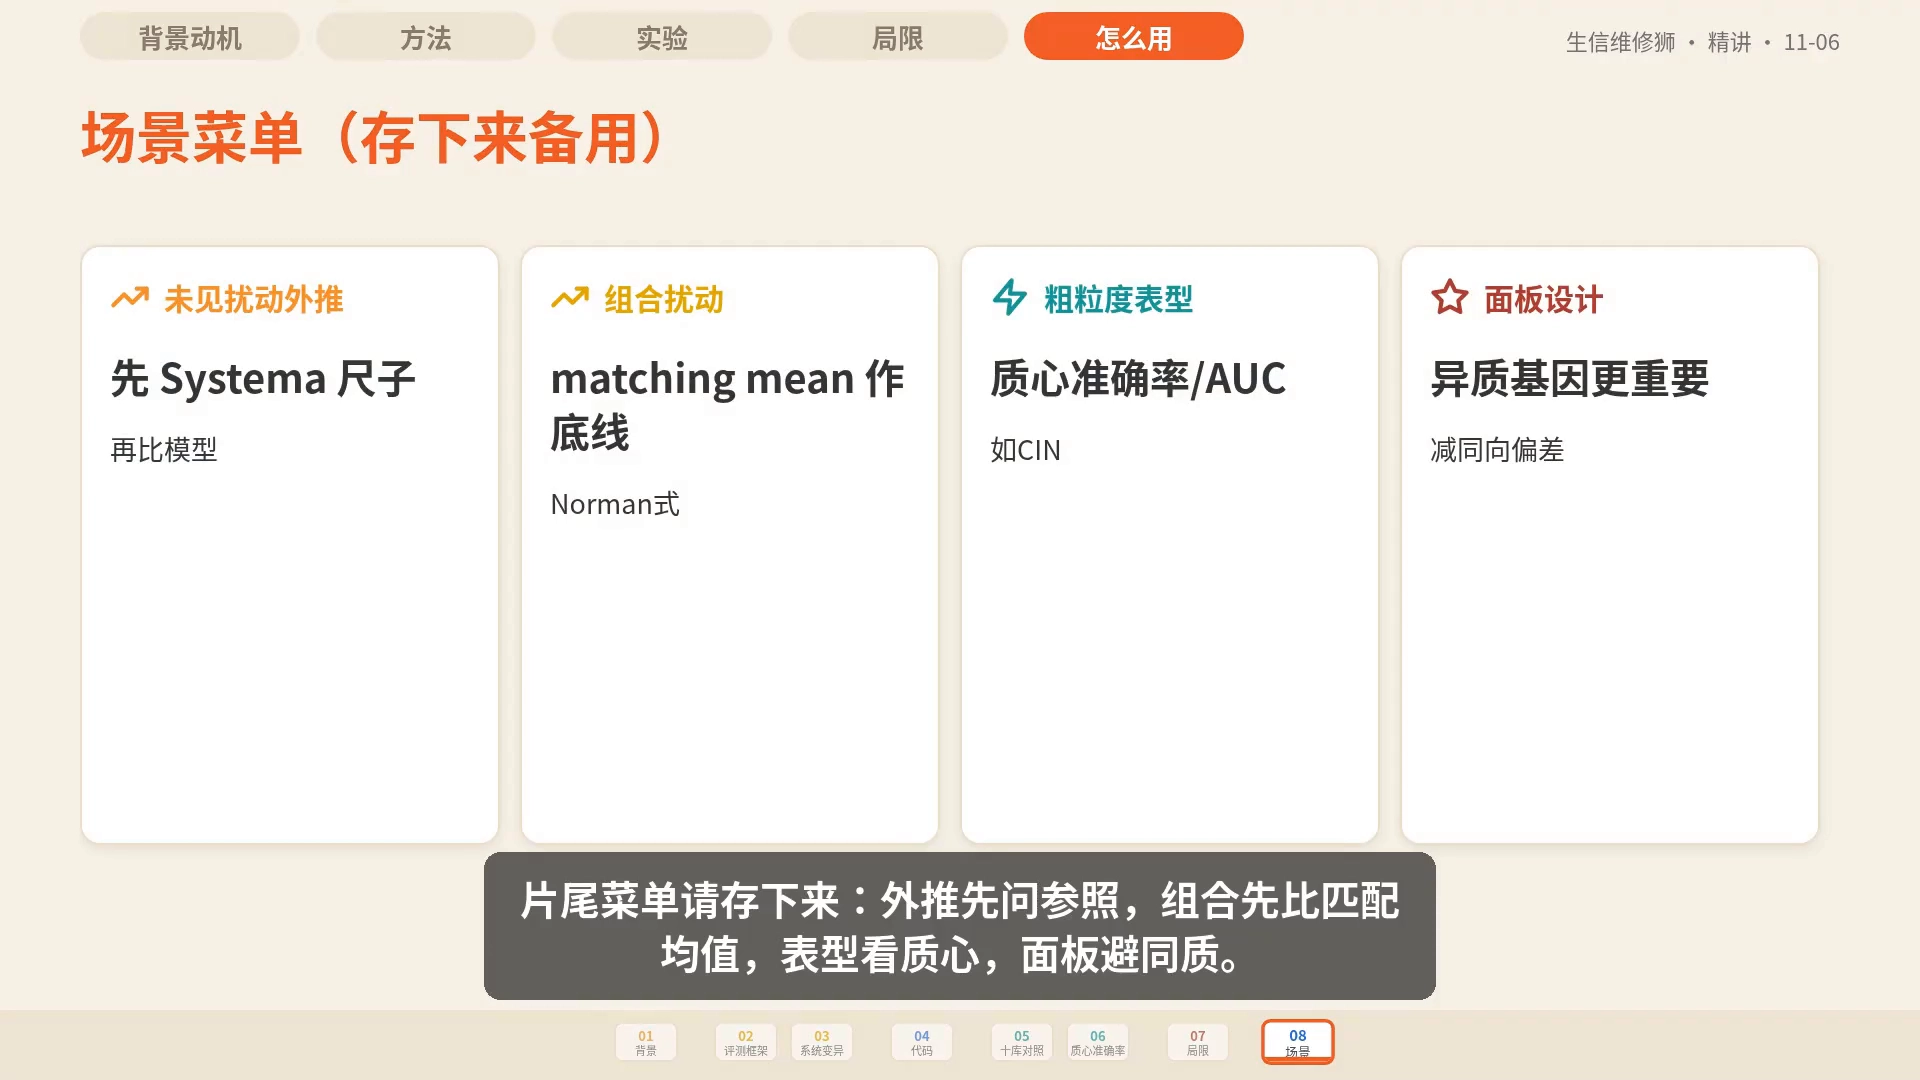 背景动机
方法
实验
局限
怎么用
生信维修狮 • 精讲 • 11-06
场景菜单（存下来备用）
未见扰动外推
先 Systema 尺子
再比模型
组合扰动
matching mean 作
底线
Norman式
粗粒度表型
质心准确率/AUC
如CIN
面板设计
异质基因更重要
减同向偏差
片尾菜单请存下来：外推先问参照，组合先比匹配
均值，表型看质心，面板避同质。
01
背景
02
评测框架
03
系统变异
04
代码
05
十库对照
06
质心准确率
07
局限
08
场景